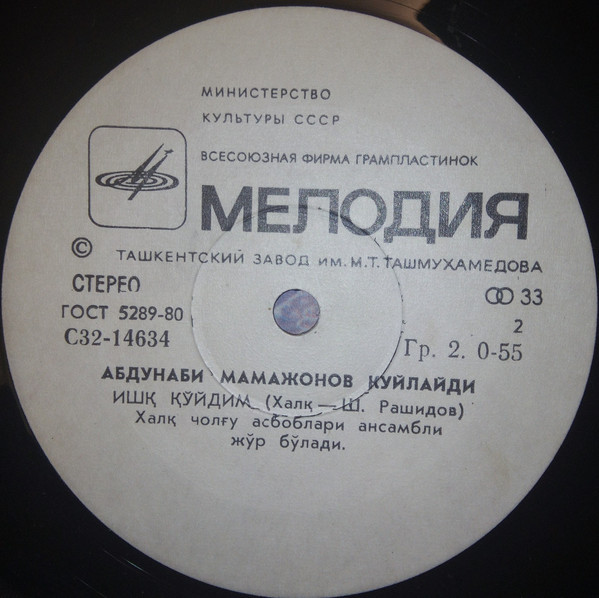 МИНИСТЕРСТВО
КУЛЬТУРЫ СССР
ВСЕСОЮЗНАЯ ФИРМА ГРАМПЛАСТИНОК
МЕЛОДИЯ
© ТАШКЕНТСКИЙ ЗАВОД ИМ. М.Т. ТАШМУХАМЕДОВА
СТЕРЕО
33
ГОСТ 5289-80
2
С32-14634
Гр. 2. 0-55
АБДУНАБИ МАМАЖОНОВ КУЙЛАЙДИ
ИШҚ ҚЎЙДИМ (Халқ — Ш. Рашидов)
Халқ чолғу асбоблари ансамбли
жўр бўлади.